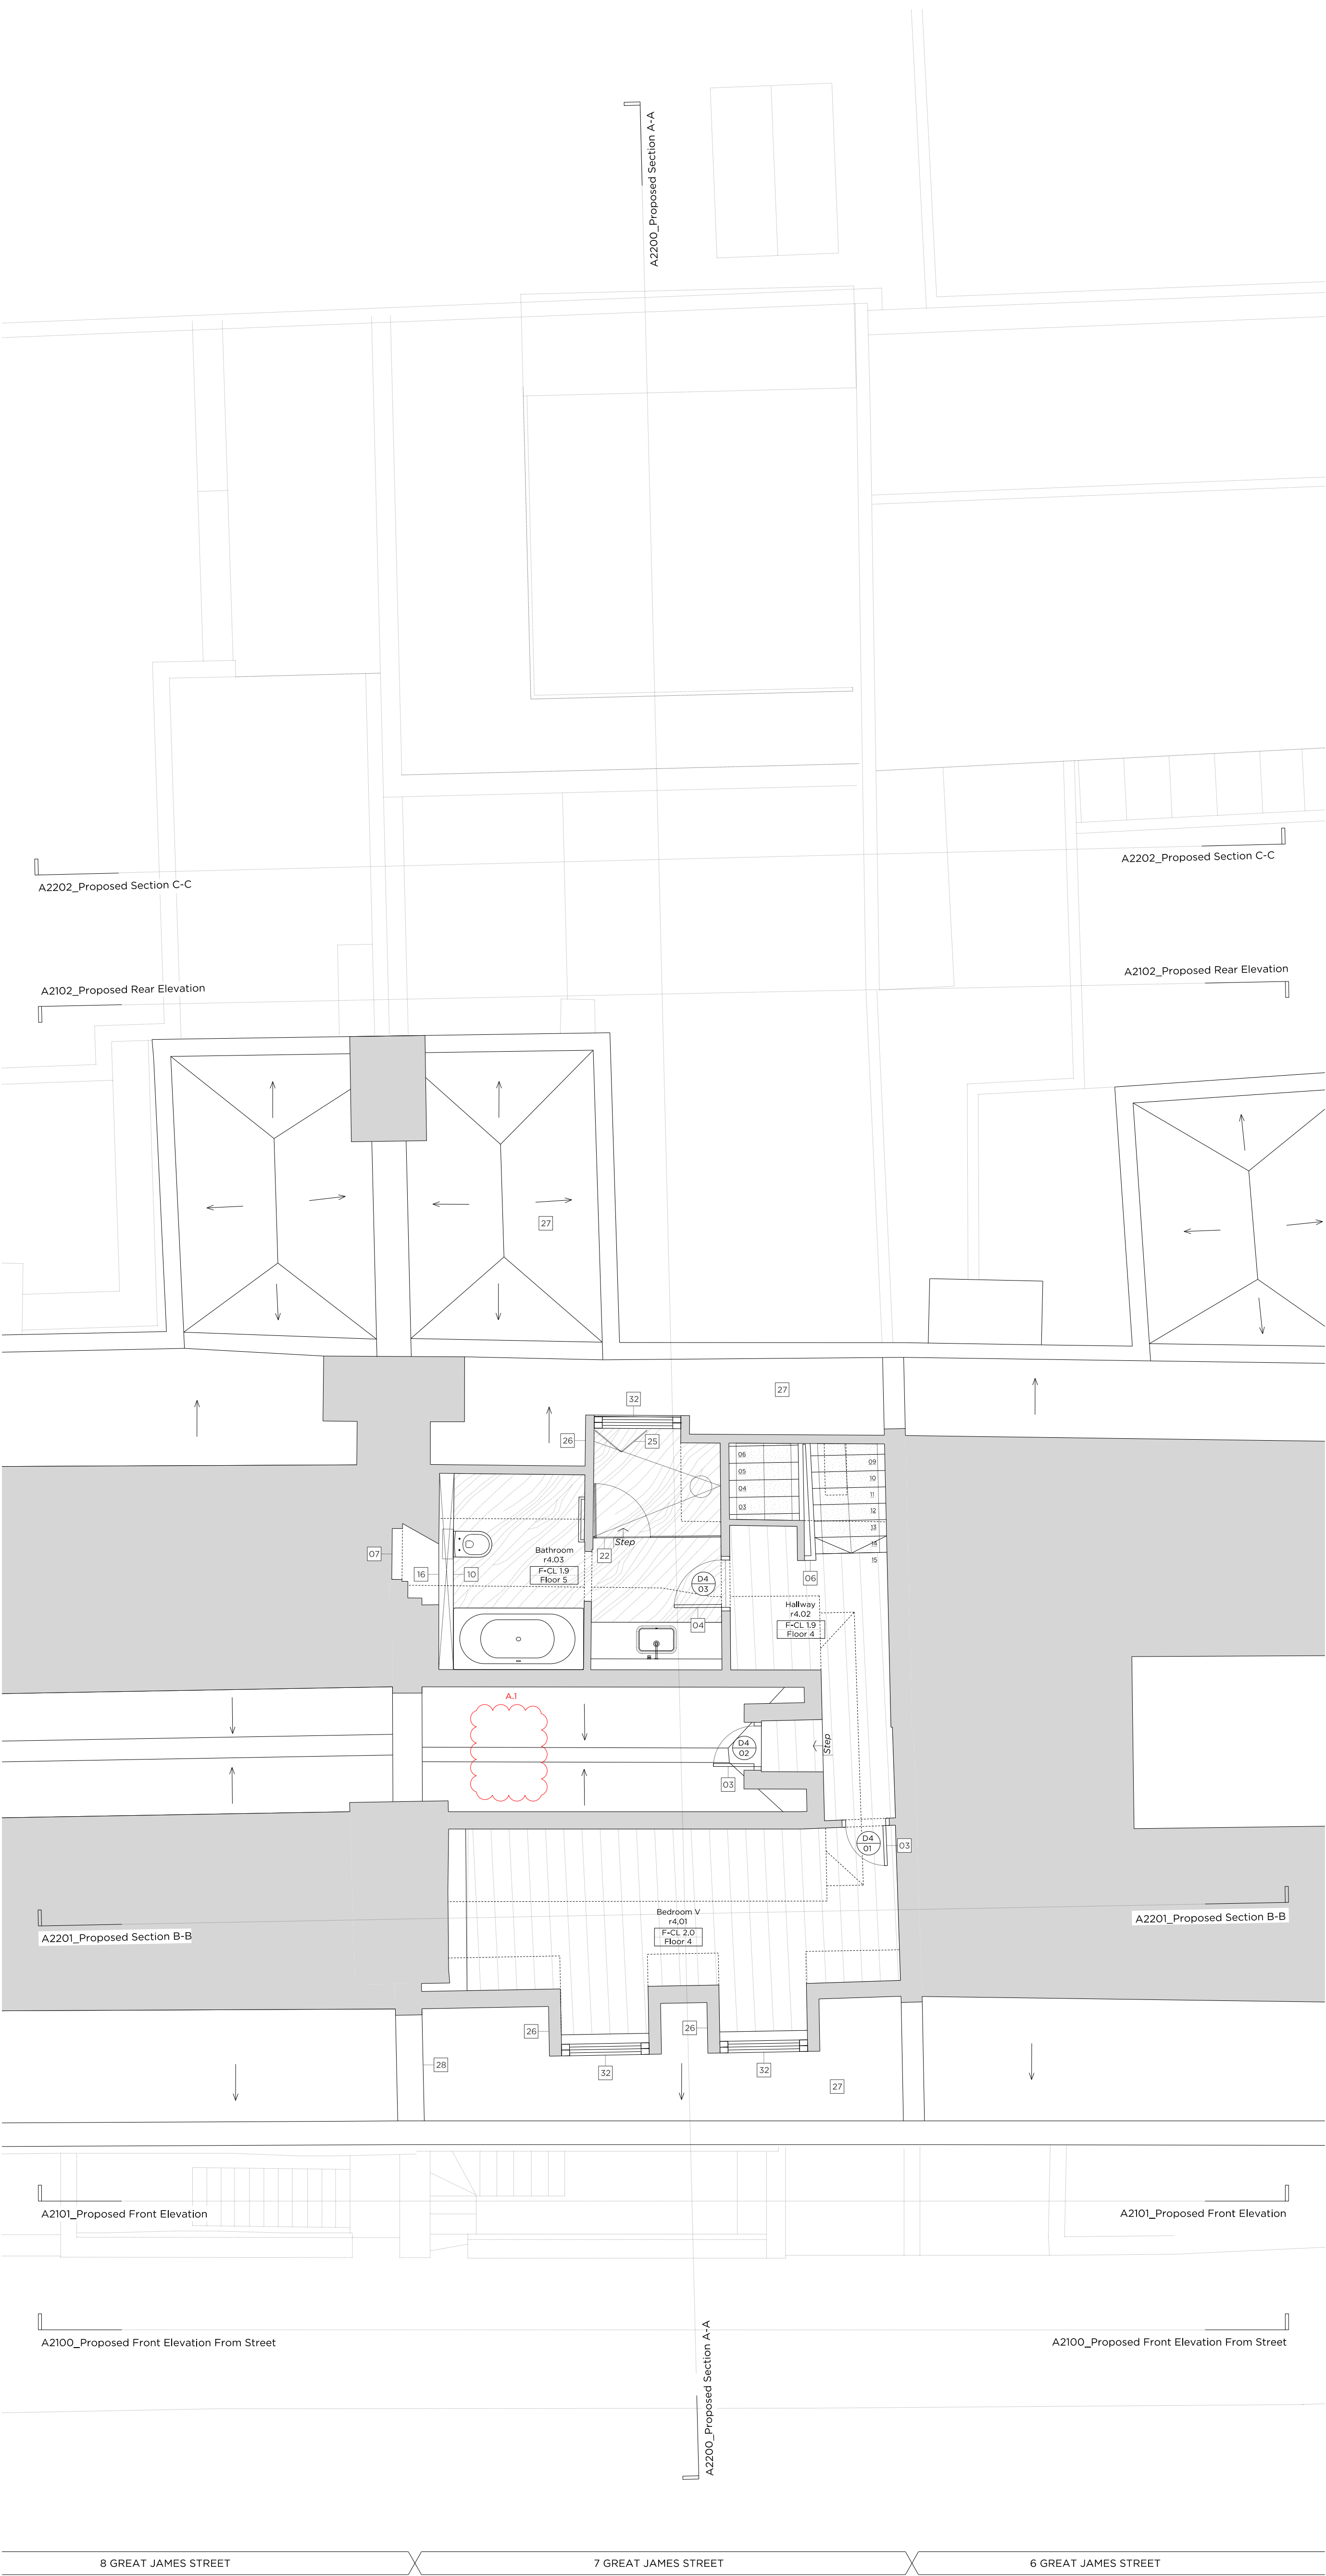 A2200_Proposed Section A-A
A2202_Proposed Section C-C
A2202_Proposed Section C-C
A2102_Proposed Rear Elevation
A2102_Proposed Rear Elevation
27
27
32
26
25
06
05
04
03
09
10
11
12
13
14
15
Step
22
Bathroom
r4.03
F-CL 1.9
Floor 5
07
16
10
D4
03
04
06
Hallway
r4.02
F-CL 1.9
Floor 4
A.1
D4
02
Step
03
D4
01
03
Bedroom V
r4.01
F-CL 2.0
Floor 4
A2201_Proposed Section B-B
A2201_Proposed Section B-B
26
26
28
32
32
27
A2101_Proposed Front Elevation
A2101_Proposed Front Elevation
A2100_Proposed Front Elevation From Street
A2100_Proposed Front Elevation From Street
A2200_Proposed Section A-A
8 GREAT JAMES STREET
7 GREAT JAMES STREET
6 GREAT JAMES STREET